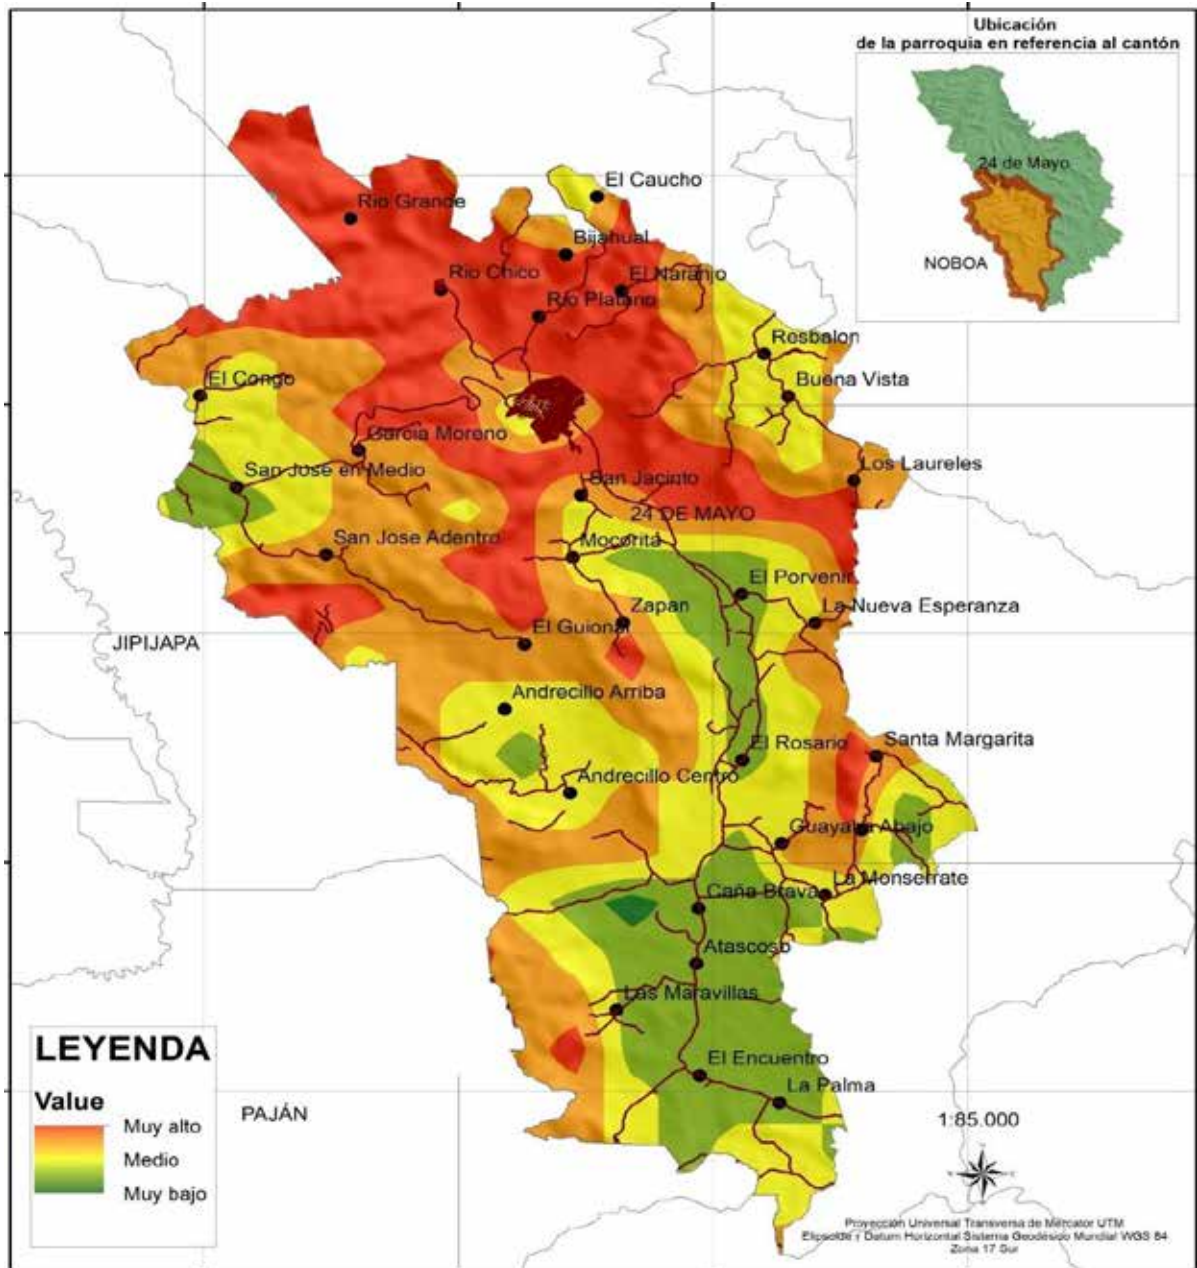 Ubicación
de la parroquia en referencia al cantón
24 de Mayo
NOBOA
El Caucho
Rio Grande
Bijahual
Rio Chico
El Naranjo
Rio Platano
Resbalon
El Congo
Buena Vista
Garcia Moreno
San Jose en Medio
San Jacinto
Los Laureles
24 DE MAYO
San Jose Adentro
Mocorita
El Porvenir
Zapan
La Nueva Esperanza
El Guional
JIPIJAPA
Andrecillo Arriba
El Rosario
Santa Margarita
Andrecillo Centro
Guayaba Abajo
La Monserrate
Caña Brava
Atascoso
Las Maravillas
El Encuentro
La Palma
LEYENDA
Value
Muy alto
Medio
Muy bajo
PAJÁN
1:85.000
Proyección Universal Transversa de Mercator UTM
Elipsoide y Datum Horizontal Sistema Geodésico Mundial WGS 84
Zona 17 Sur